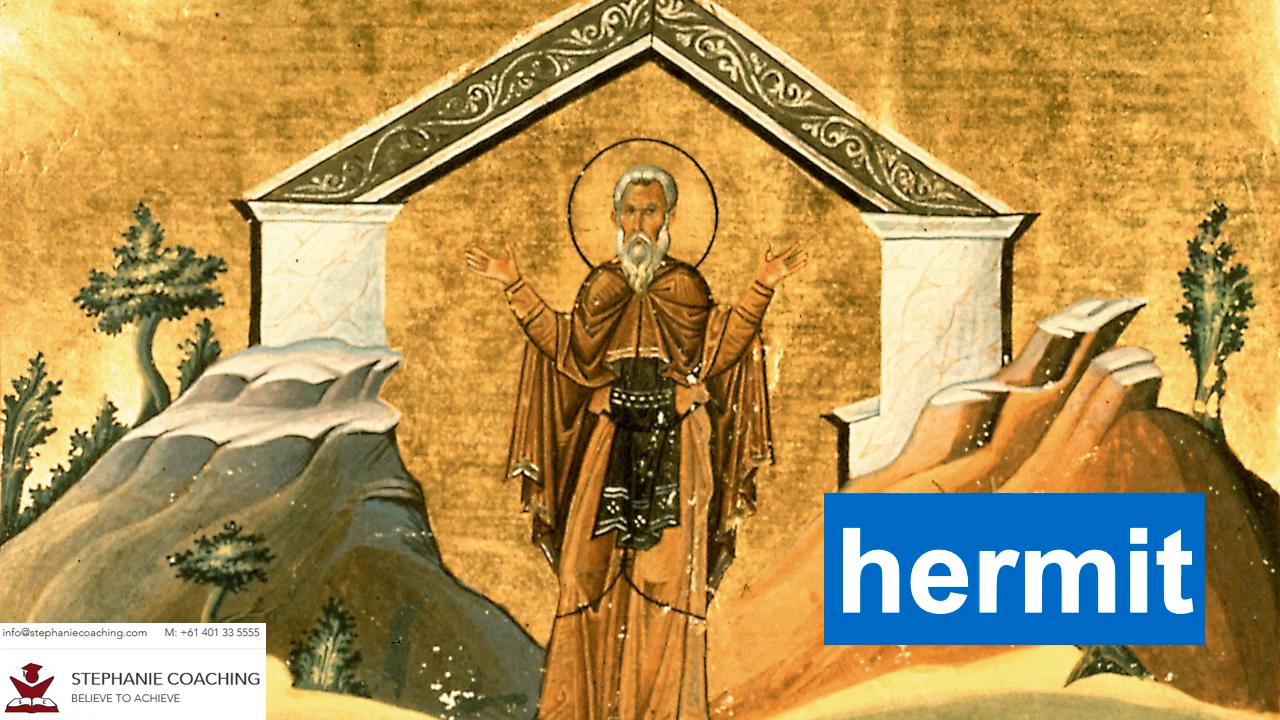 hermit
info@stephaniecoaching.com M: +61 401 33 5555
STEPHANIE COACHING
BELIEVE TO ACHIEVE